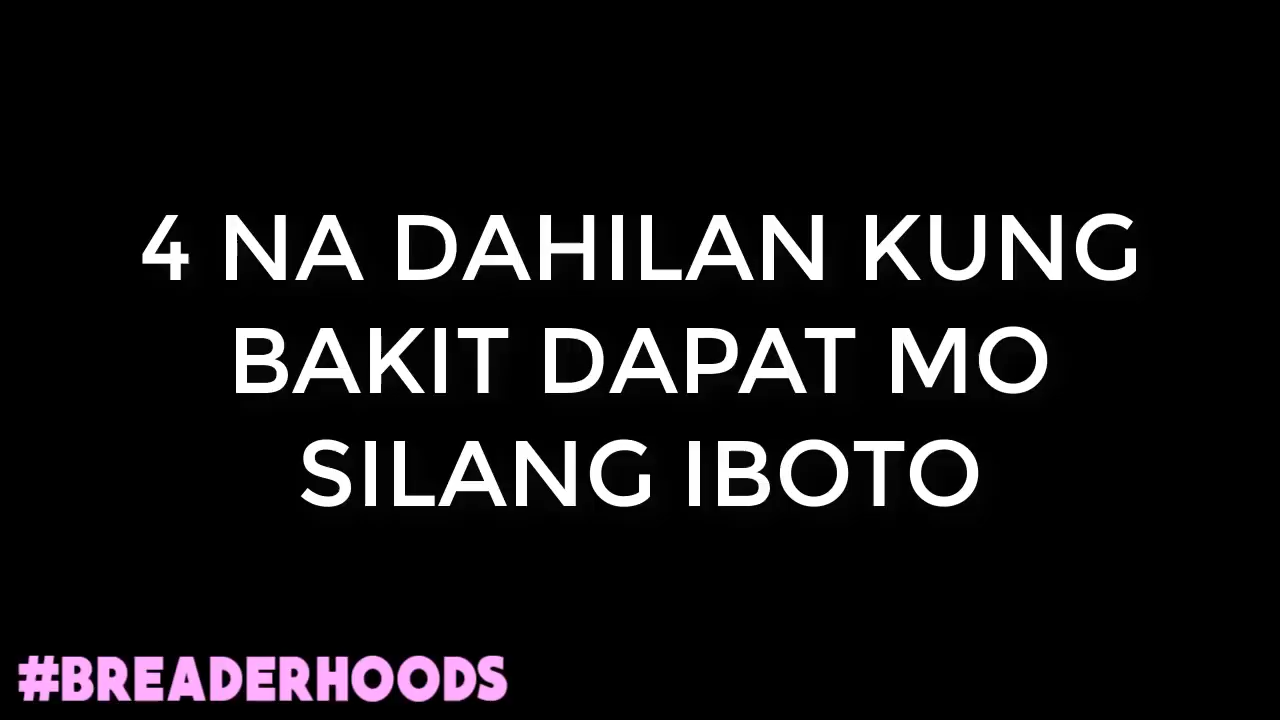 4 NA DAHILAN KUNG
BAKIT DAPAT MO
SILANG IBOTO
#BREADERHOODS